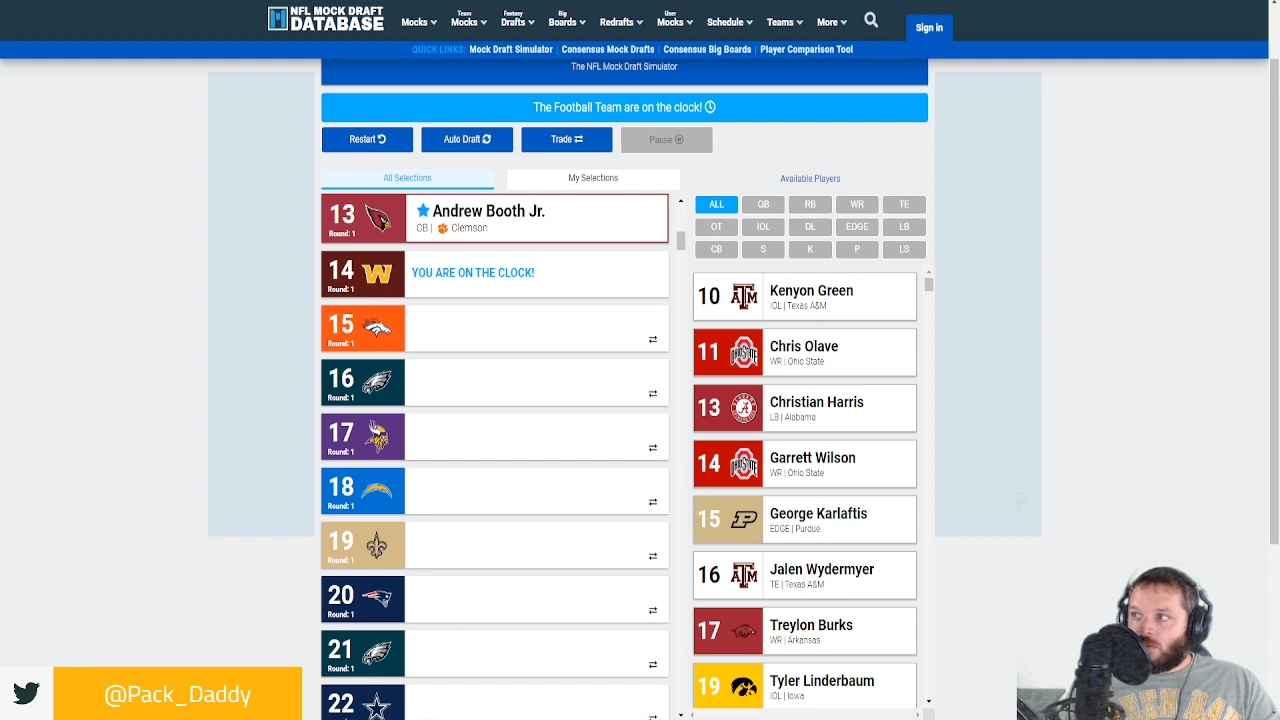 NFL MOCK DRAFT
DATABASE
Mocks
Team
Mocks
Fantasy
Drafts
Big
Boards
Redrafts
User
Mocks
Schedule
Teams
More
Sign in
QUICK LINKS: Mock Draft Simulator | Consensus Mock Drafts | Consensus Big Boards | Player Comparison Tool
The NFL Mock Draft Simulator
The Football Team are on the clock!
Restart
Auto Draft
Trade
Pause
All Selections
My Selections
Available Players
ALL QB RB WR TE
OT IOL DL EDGE LB
CB S K P LS
13
Round: 1
Andrew Booth Jr.
CB | Clemson
14
Round: 1
YOU ARE ON THE CLOCK!
15
Round: 1
16
Round: 1
17
Round: 1
18
Round: 1
19
Round: 1
20
Round: 1
21
Round: 1
22
10 Kenyon Green
IOL | Texas A&M
11 Chris Olave
WR | Ohio State
13 Christian Harris
LB | Alabama
14 Garrett Wilson
WR | Ohio State
15 George Karlaftis
EDGE | Purdue
16 Jalen Wydermyer
TE | Texas A&M
17 Treylon Burks
WR | Arkansas
19 Tyler Linderbaum
IOL | Iowa
@Pack_Daddy